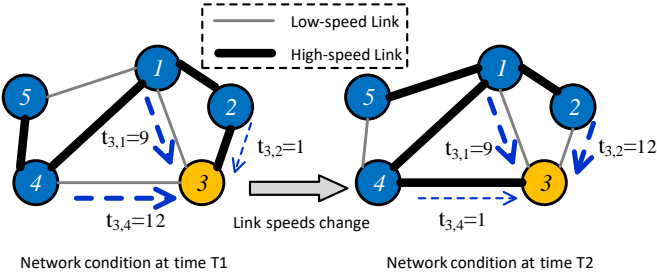 Low-speed Link
High-speed Link
1
5
2
4
3
t3,1=9
t3,2=1
t3,4=12
Link speeds change
1
5
2
4
3
t3,1=9
t3,2=12
t3,4=1
Network condition at time T1
Network condition at time T2